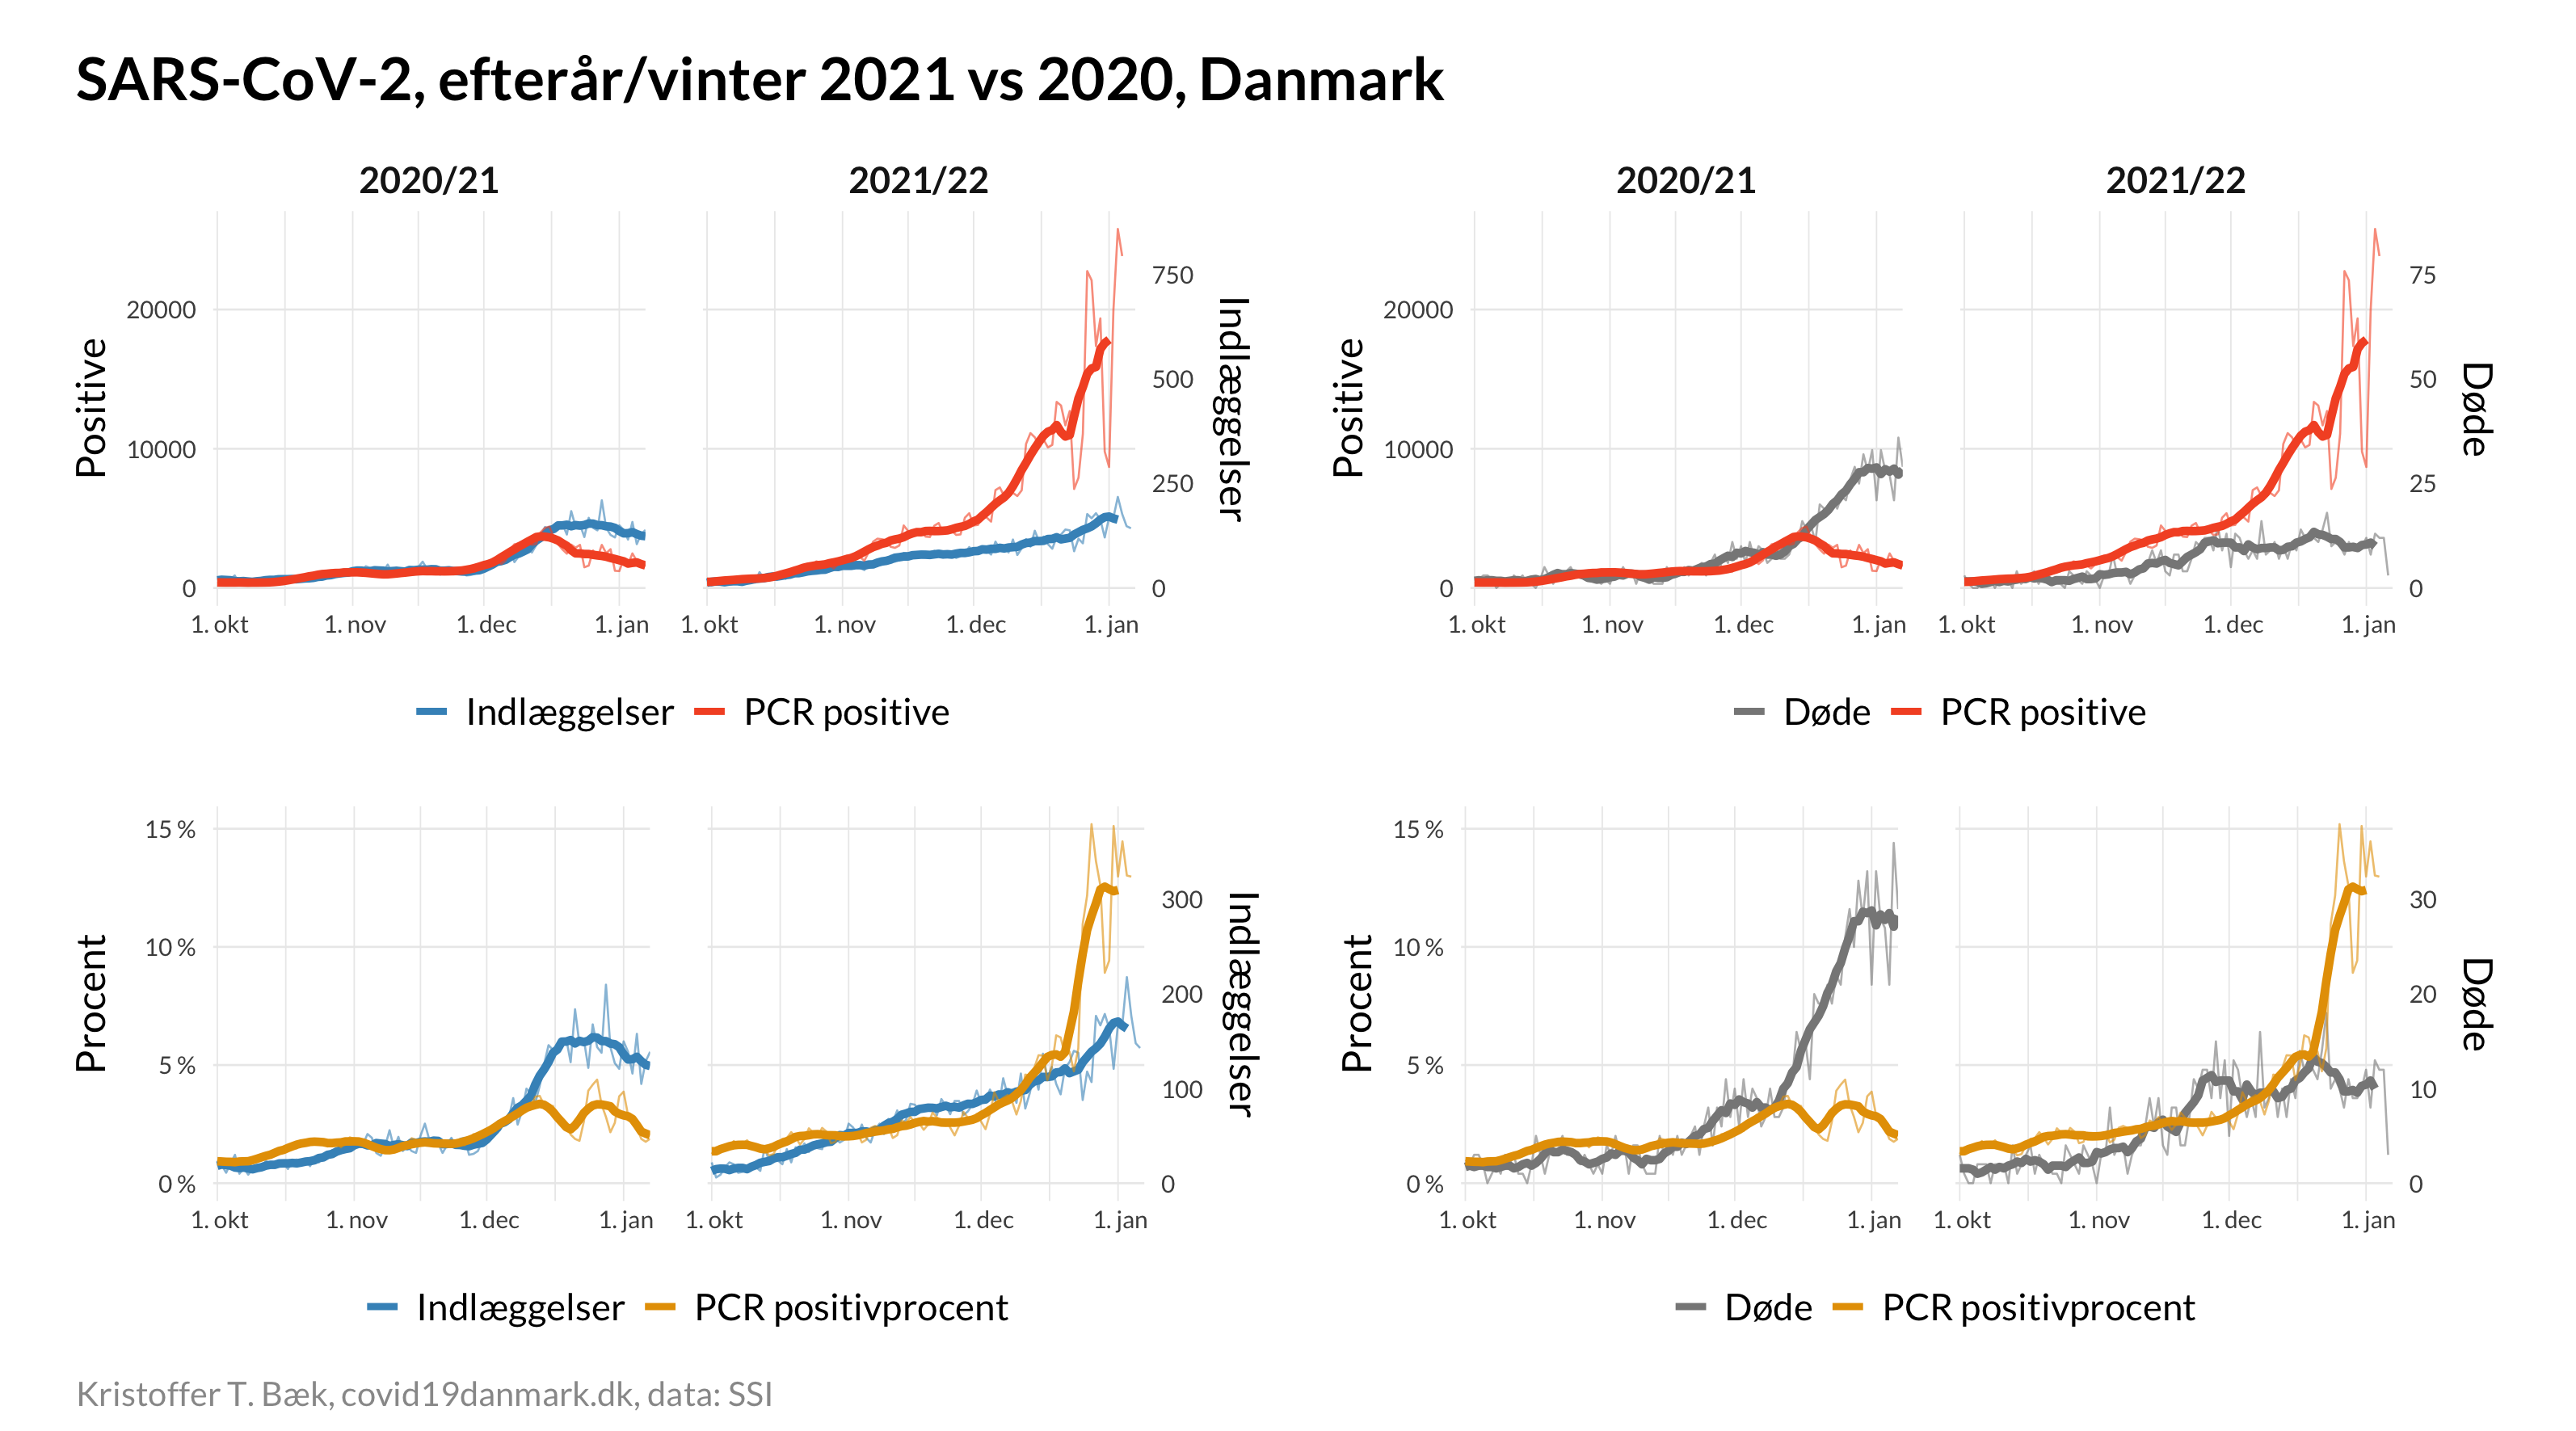 SARS-CoV-2, efterår/vinter 2021 vs 2020, Danmark
2020/21 2021/22 2020/21 2021/22
Positive
20000
10000
0
750
500
250
0
Indlæggelser
1. okt 1. nov 1. dec 1. jan 1. okt 1. nov 1. dec 1. jan
Indlæggelser PCR positive
Positive
20000
10000
0
75
50
25
0
Døde
1. okt 1. nov 1. dec 1. jan 1. okt 1. nov 1. dec 1. jan
Døde PCR positive
Procent
15 %
10 %
5 %
0 %
300
200
100
0
Indlæggelser
1. okt 1. nov 1. dec 1. jan 1. okt 1. nov 1. dec 1. jan
Indlæggelser PCR positivprocent
Procent
15 %
10 %
5 %
0 %
30
20
10
0
Døde
1. okt 1. nov 1. dec 1. jan 1. okt 1. nov 1. dec 1. jan
Døde PCR positivprocent
Kristoffer T. Bæk, covid19danmark.dk, data: SSI